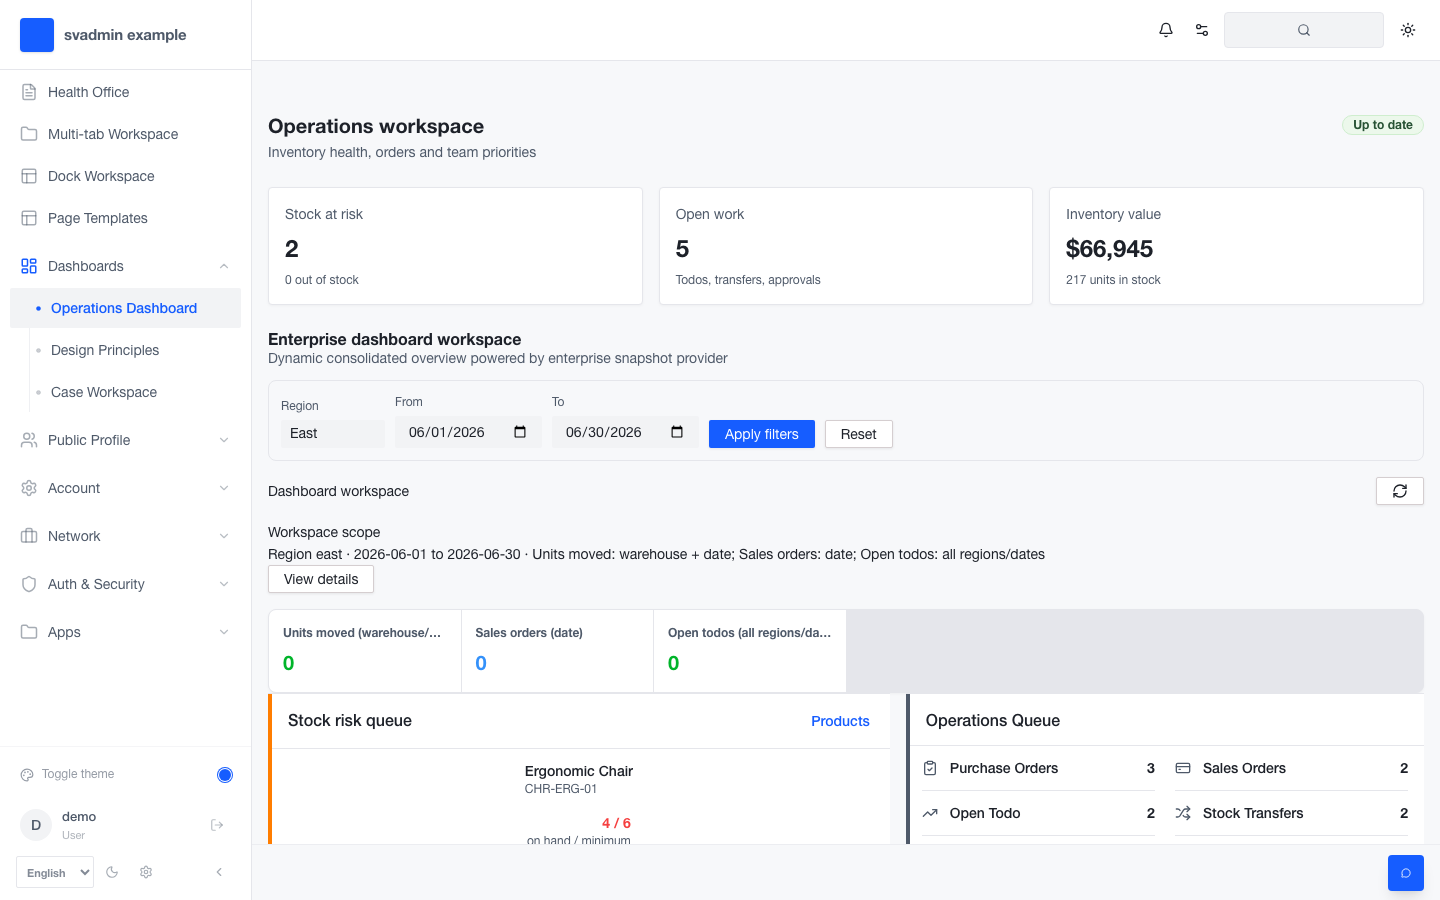 svadmin example
Health Office
Multi-tab Workspace
Dock Workspace
Page Templates
Dashboards
Operations Dashboard
Design Principles
Case Workspace
Public Profile
Account
Network
Auth & Security
Apps
Toggle theme
D
demo
User
English
Operations workspace
Up to date
Inventory health, orders and team priorities
Stock at risk
2
0 out of stock
Open work
5
Todos, transfers, approvals
Inventory value
$66,945
217 units in stock
Enterprise dashboard workspace
Dynamic consolidated overview powered by enterprise snapshot provider
Region
East
From
06/01/2026
To
06/30/2026
Apply filters
Reset
Dashboard workspace
Workspace scope
Region east · 2026-06-01 to 2026-06-30 · Units moved: warehouse + date; Sales orders: date; Open todos: all regions/dates
View details
Units moved (warehouse/...
0
Sales orders (date)
0
Open todos (all regions/da...
0
Stock risk queue
Products
Ergonomic Chair
CHR-ERG-01
4 / 6
on hand / minimum
Operations Queue
Purchase Orders 3
Sales Orders 2
Open Todo 2
Stock Transfers 2